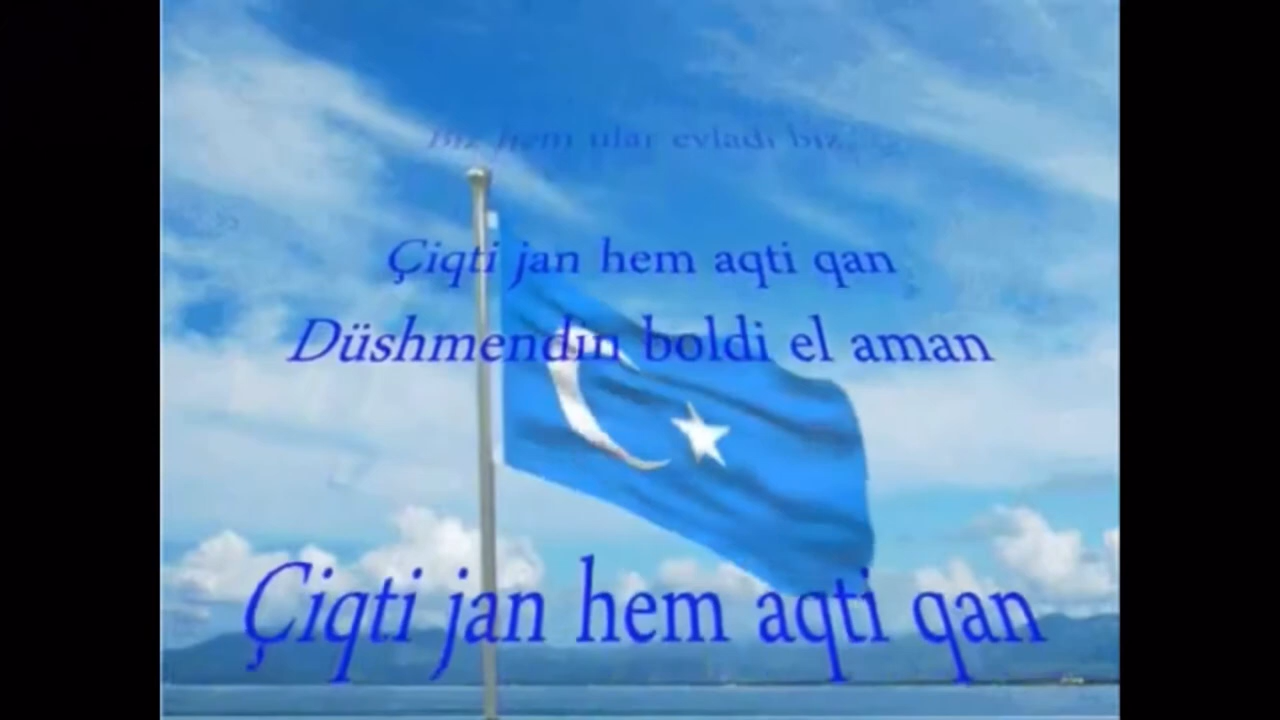 Biz hem ular evladi biz.
Çiqti jan hem aqti qan
Düshmendin boldi el aman
Çiqti jan hem aqti qan